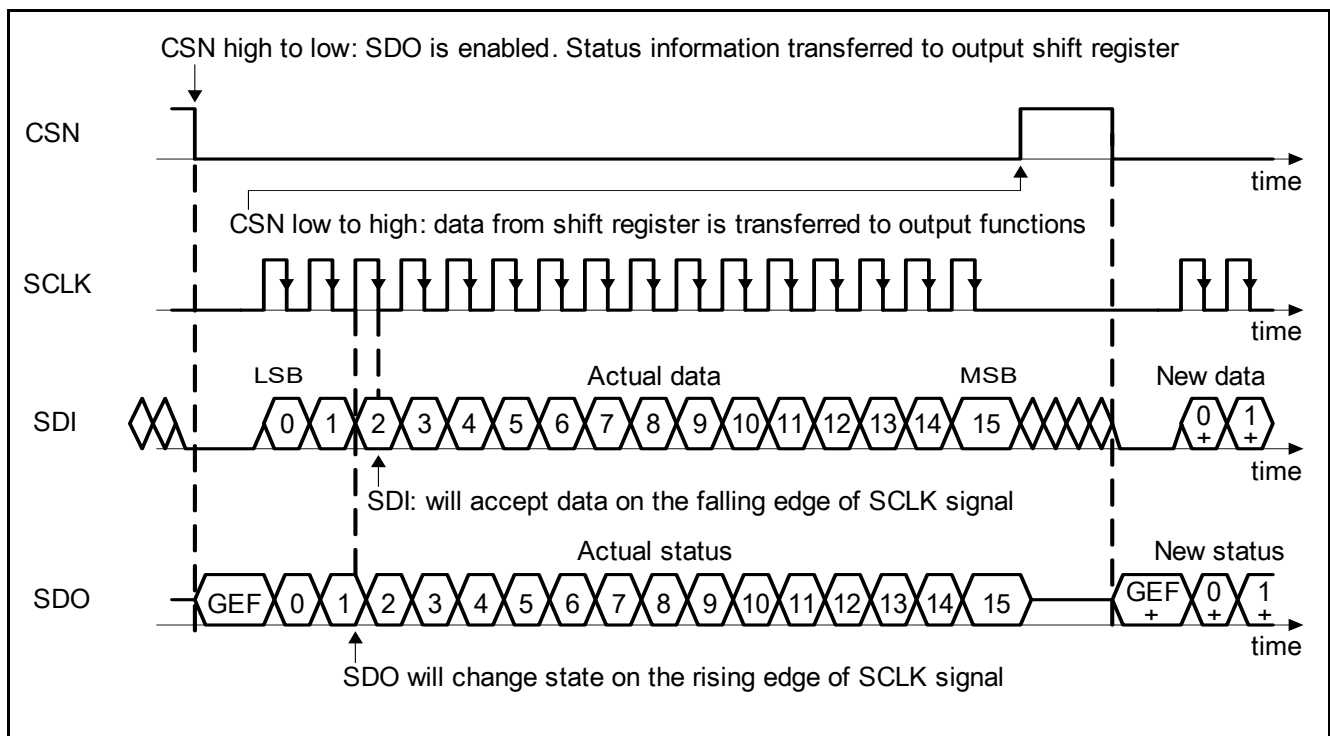 CSN high to low: SDO is enabled. Status information transferred to output shift register
CSN
time
CSN low to high: data from shift register is transferred to output functions
SCLK
time
LSB Actual data MSB New data
SDI 0 1 2 3 4 5 6 7 8 9 10 11 12 13 14 15 0+ 1+
time
SDI: will accept data on the falling edge of SCLK signal
Actual status New status
SDO GEF 0 1 2 3 4 5 6 7 8 9 10 11 12 13 14 15 GEF+ 0+ 1+
time
SDO will change state on the rising edge of SCLK signal